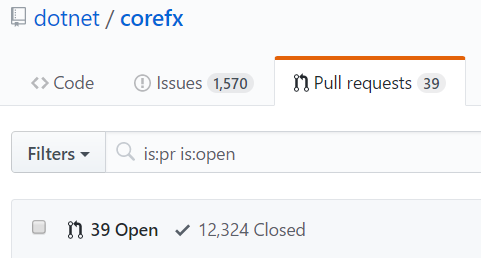 dotnet / corefx
Code Issues 1,570 Pull requests 39
Filters is:pr is:open
39 Open 12,324 Closed